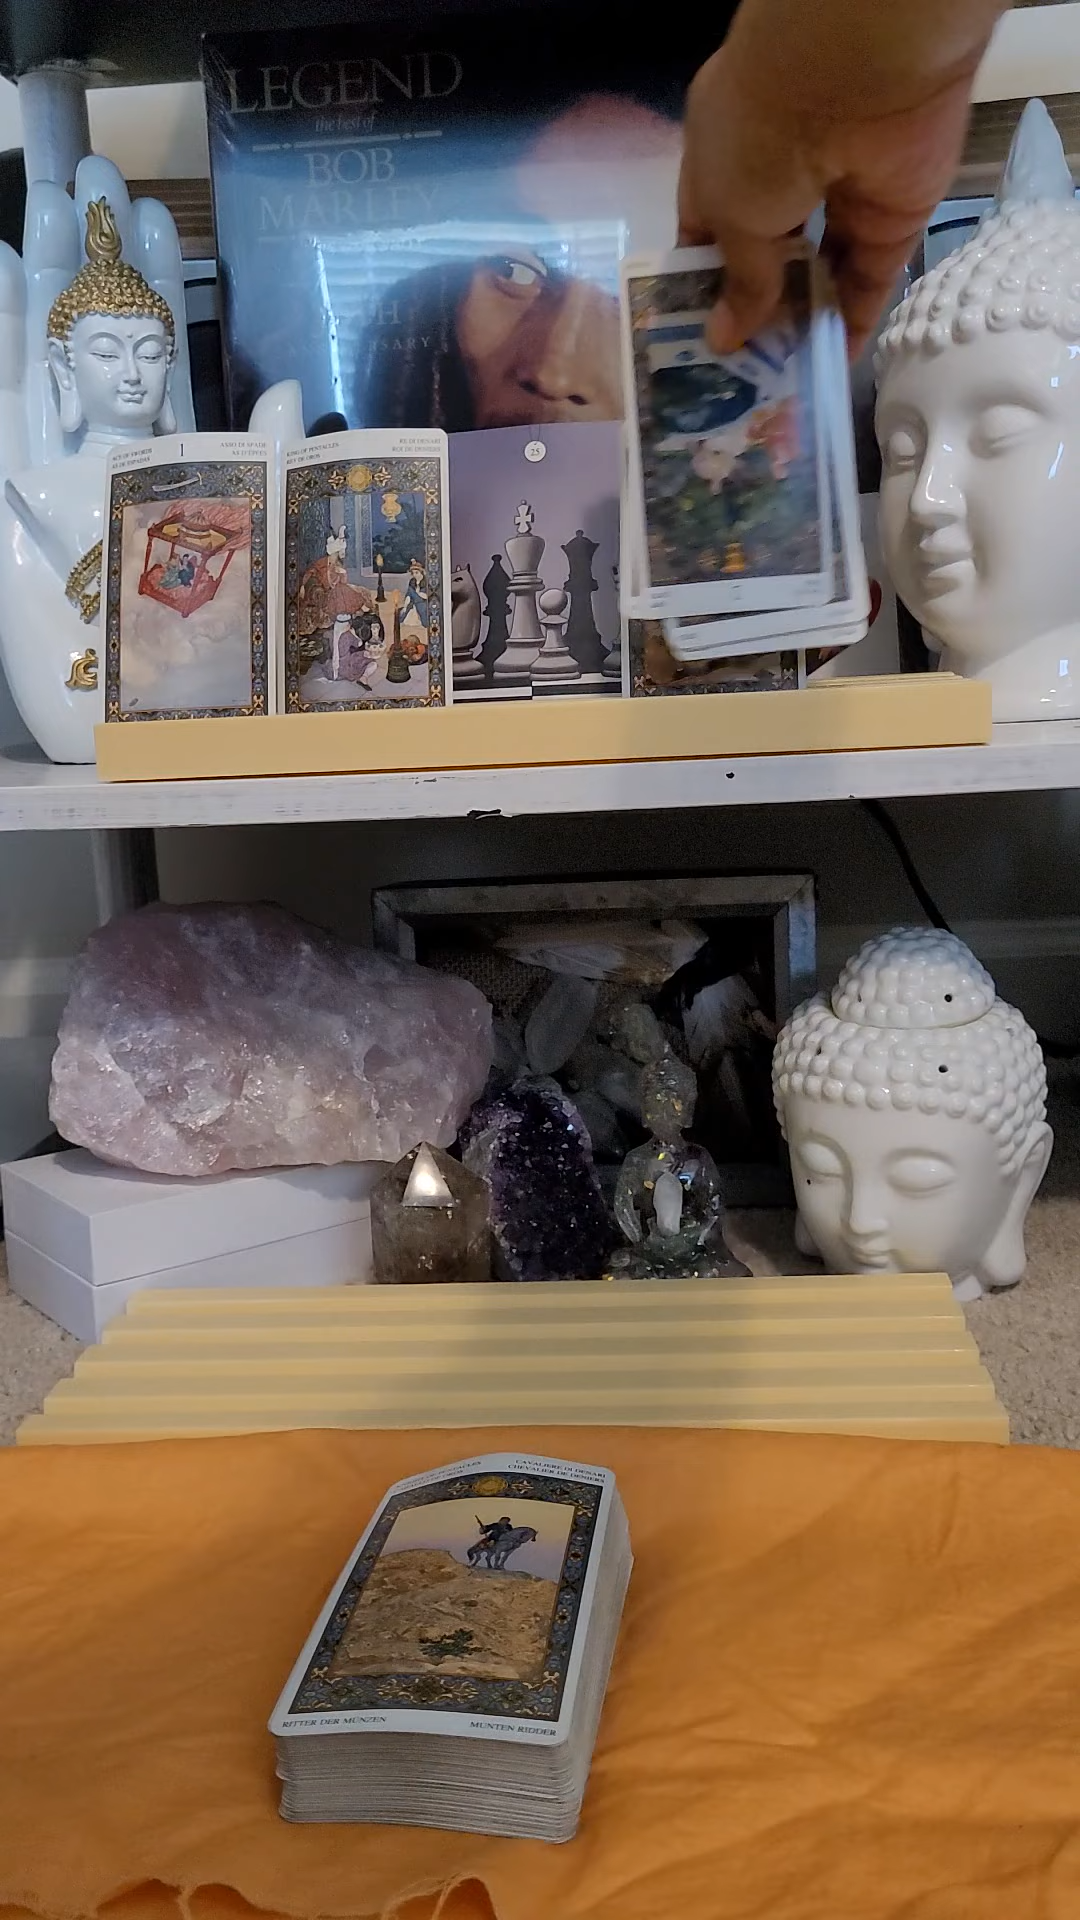 LEGEND
the best of
BOB
MARLEY
ACE OF SWORDS
AS DE ESPADAS
1
ASSO DI SPADE
AS D'ÉPÉES
KING OF PENTACLES
REY DE OROS
RE DI DENARI
ROI DE DENIERS
25
CAVALIERE DI DENARI
CHEVALIER DE DENIERS
RITTER DER MÜNZEN
MUNTEN RIDDER